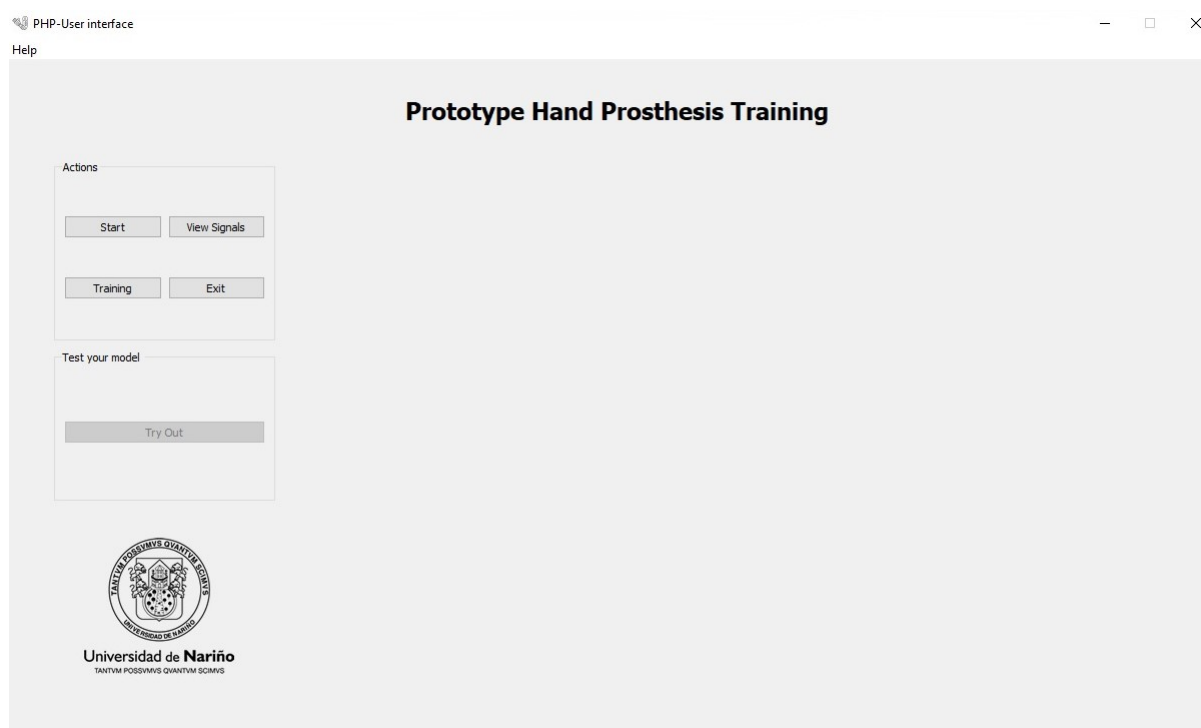 PHP-User interface
Help
Prototype Hand Prosthesis Training
Actions
Start View Signals
Training Exit
Test your model
Try Out
TANTVM POSSVMVS QVANTVM SCIMVS
UNIVERSIDAD DE NARIÑO
Universidad de Nariño
TANTVM POSSVMVS QVANTVM SCIMVS